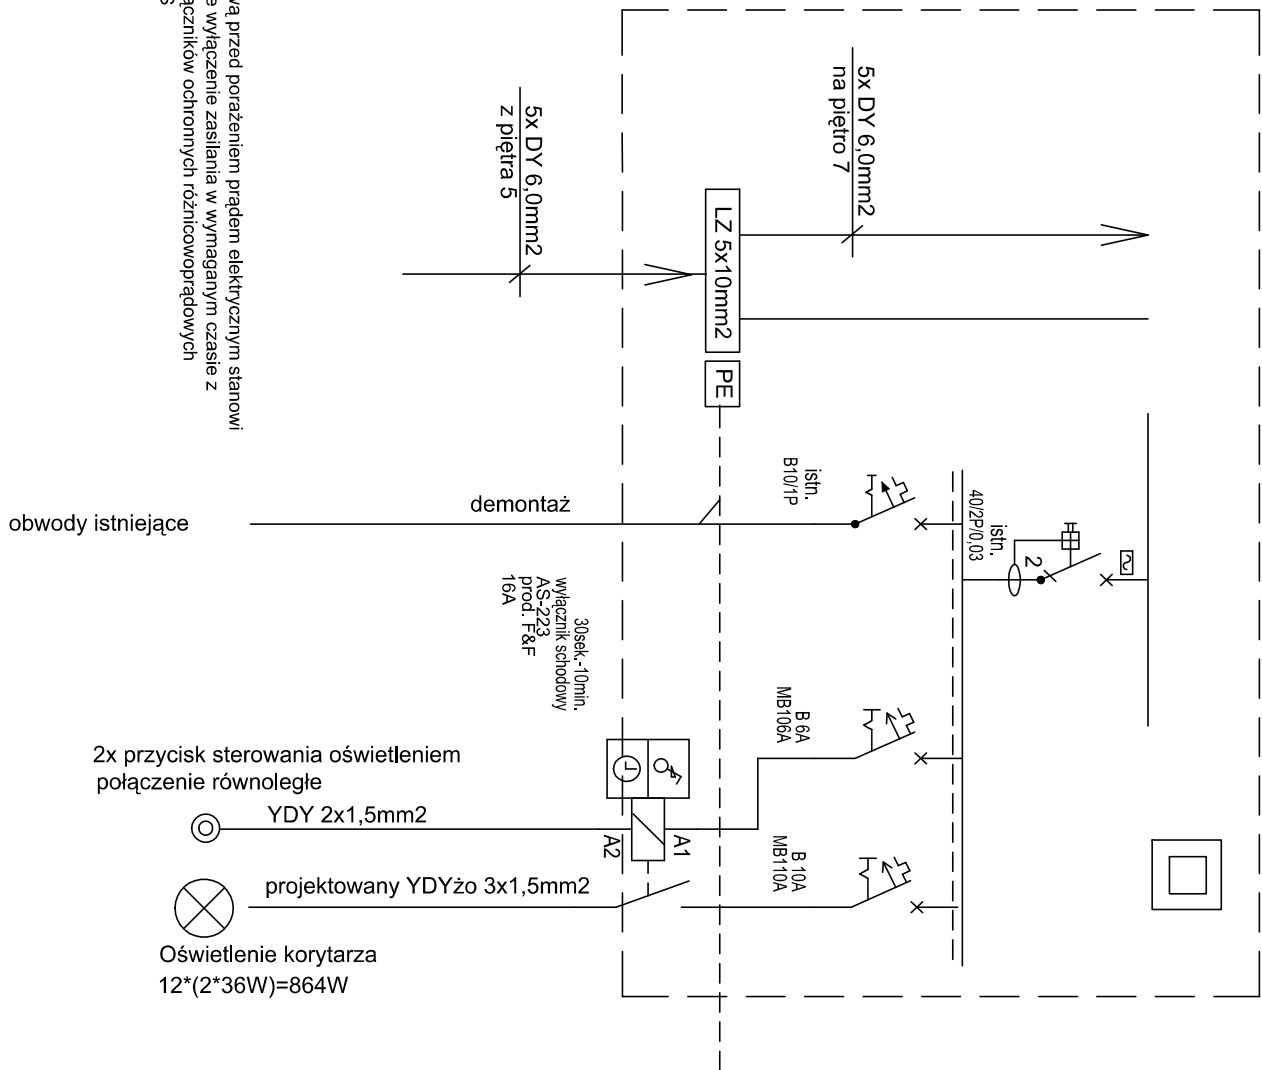 wą przed porażeniem prądem elektrycznym stanowi
e wyłączenie zasilania w wymaganym czasie z
ączników ochronnych różnicowoprądowych
S
5x DY 6,0mm2
na piętro 7
5x DY 6,0mm2
z piętra 5
LZ 5x10mm2
PE
istn.
B10/1P
istn.
40/2P/0,03
2
demontaż
obwody istniejące
30sek.-10min.
wyłącznik schodowy
AS-223
prod. F&F
16A
B 6A
MB106A
2x przycisk sterowania oświetleniem
połączenie równoległe
YDY 2x1,5mm2
A2
A1
B 10A
MB110A
projektowany YDYżo 3x1,5mm2
Oświetlenie korytarza
12*(2*36W)=864W